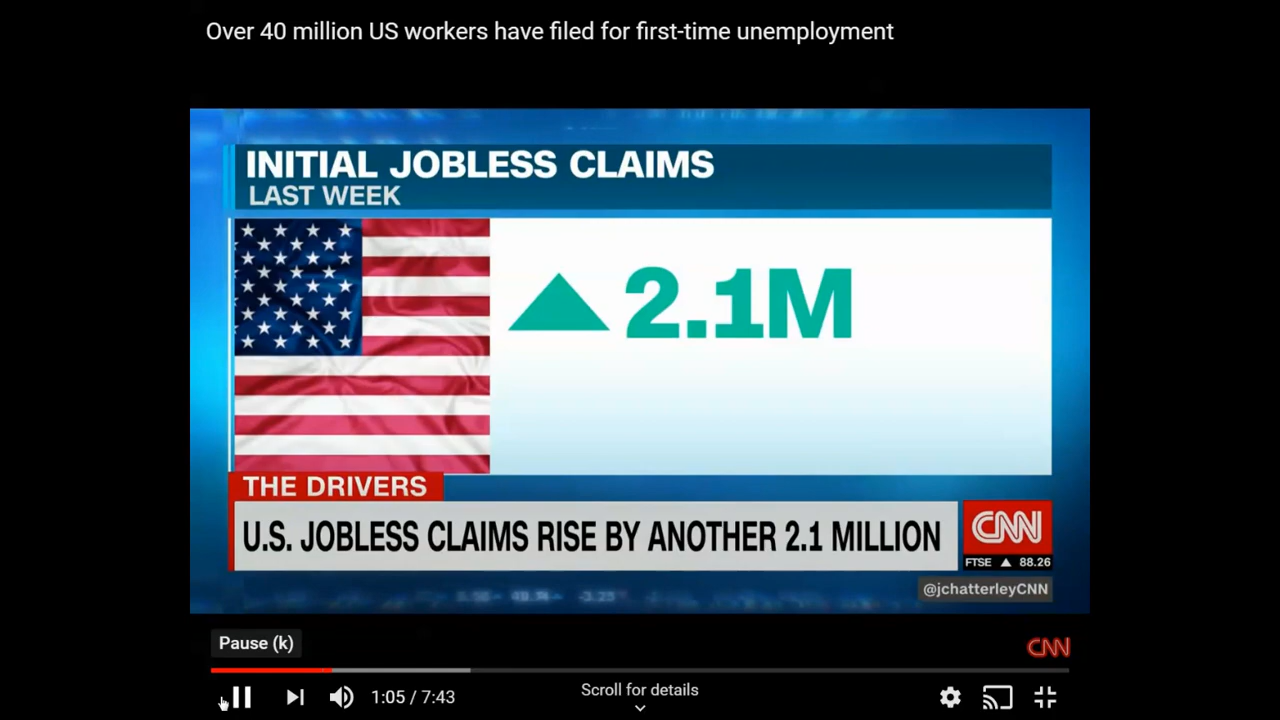 Over 40 million US workers have filed for first-time unemployment
INITIAL JOBLESS CLAIMS
LAST WEEK
2.1M
THE DRIVERS
U.S. JOBLESS CLAIMS RISE BY ANOTHER 2.1 MILLION
CNN
FTSE ▲ 88.26
@jchatterleyCNN
Pause (k)
CNN
1:05 / 7:43
Scroll for details